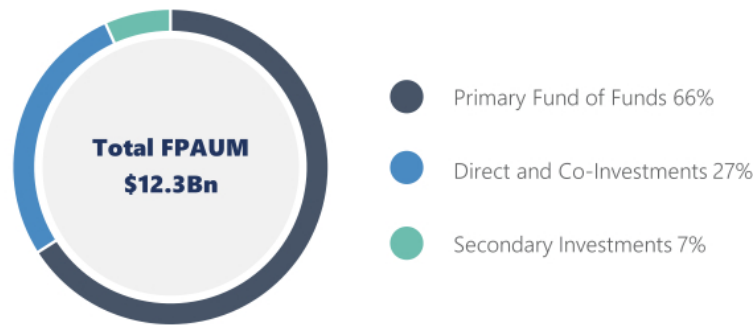 Total FPAUM
$12.3Bn
Primary Fund of Funds 66%
Direct and Co-Investments 27%
Secondary Investments 7%